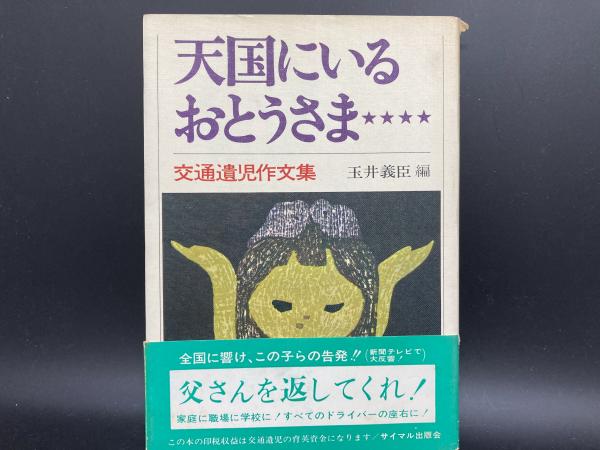 天国にいる
おとうさま★★★★
交通遺児作文集 玉井義臣 編
全国に響け、この子らの告発!! (新聞テレビで大反響!)
父さんを返してくれ!
家庭に職場に学校に!すべてのドライバーの座右に!
この本の印税収益は交通遺児の育英資金になります/サイマル出版会